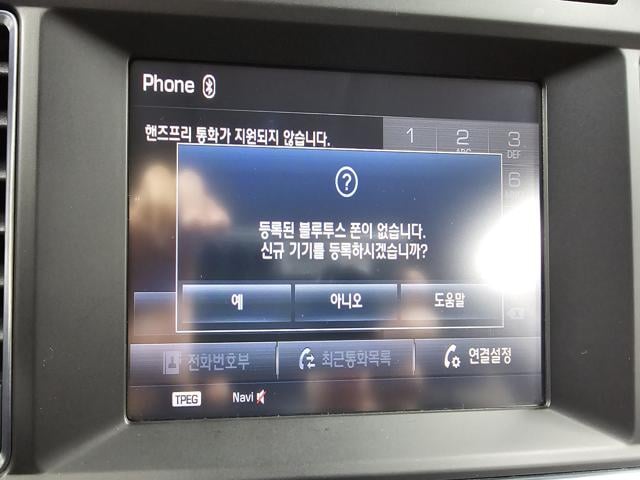 Phone
핸즈프리 통화가 지원되지 않습니다.
1
2
ABC
3
DEF
?
6
등록된 블루투스 폰이 없습니다.
신규 기기를 등록하시겠습니까?
예
아니오
도움말
전화번호부
최근통화목록
연결설정
TPEG
Navi